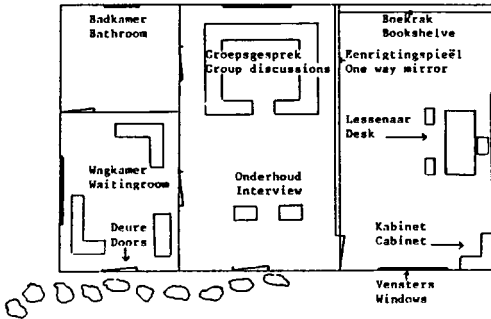 Badkamer
Bathroom
Groepsgesprek
Group discussions
Boekrak
Bookshelve
Eenrigtingspieël
One way mirror
Lessenaar
Desk
Wagkamer
Waitingroom
Onderhoud
Interview
Deure
Doors
Kabinet
Cabinet
Vensters
Windows